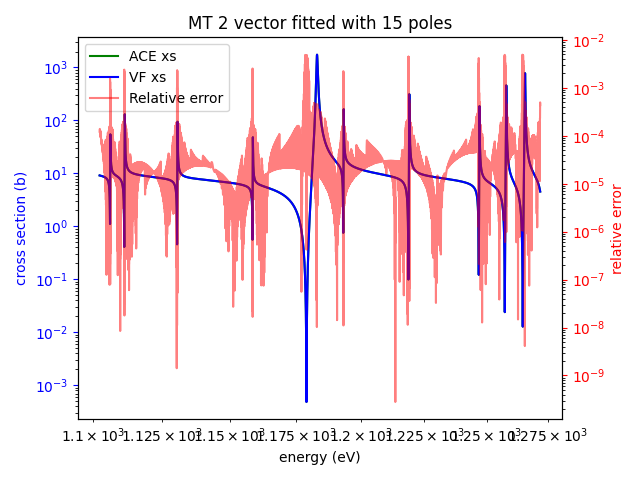 MT 2 vector fitted with 15 poles
ACE xs
VF xs
Relative error
cross section (b)
10³
10²
10¹
10⁰
10⁻¹
10⁻²
10⁻³
10⁻²
10⁻³
10⁻⁴
10⁻⁵
10⁻⁶
10⁻⁷
10⁻⁸
10⁻⁹
relative error
1.1 × 10³ 1.125 × 10³ 1.15 × 10³ 1.175 × 10³ 1.2 × 10³ 1.225 × 10³ 1.25 × 10³ 1.275 × 10³
energy (eV)